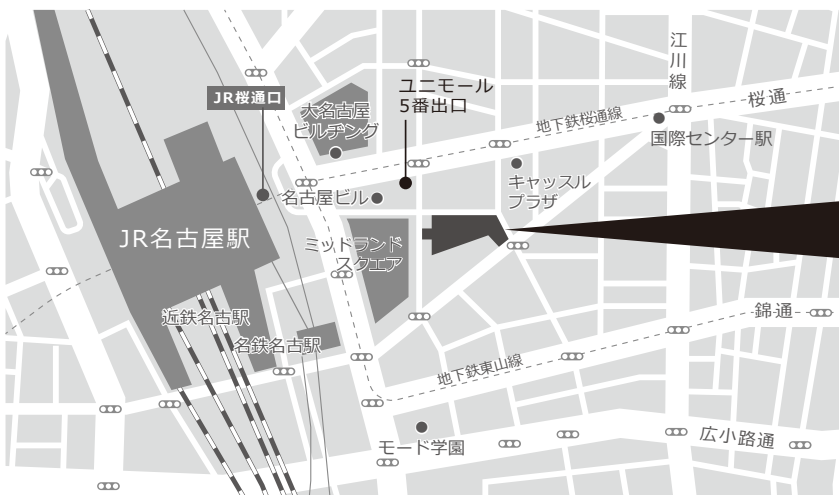 江川線
JR桜通口
ユニモール
5番出口
大名古屋
ビルヂング
地下鉄桜通線
桜通
国際センター駅
名古屋ビル
キャッスル
プラザ
JR名古屋駅
ミッドランド
スクエア
近鉄名古駅
名鉄名古駅
錦通
地下鉄東山線
モード学園
広小路通